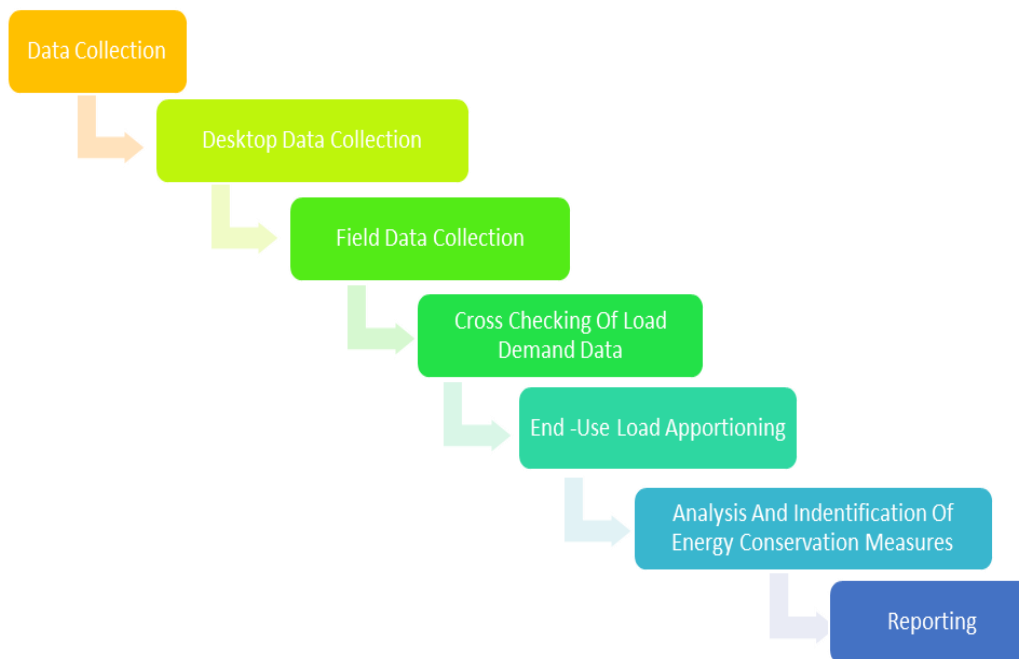 Data Collection
Desktop Data Collection
Field Data Collection
Cross Checking Of Load
Demand Data
End -Use Load Apportioning
Analysis And Indentification Of
Energy Conservation Measures
Reporting